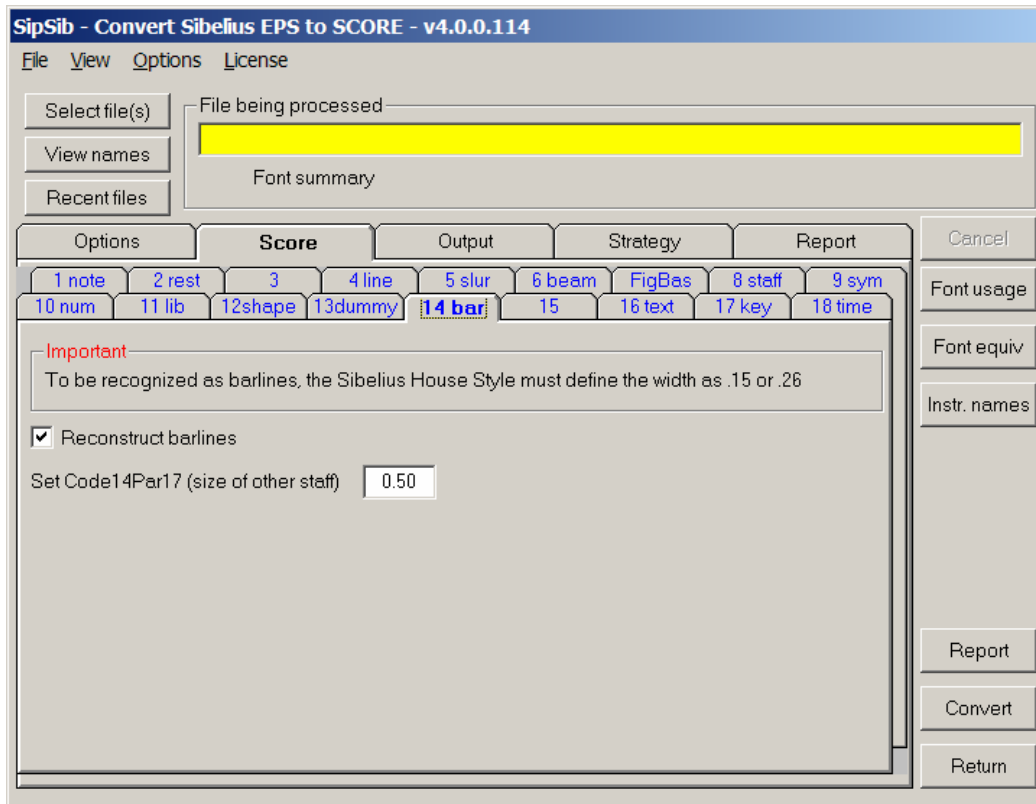 SipSib - Convert Sibelius EPS to SCORE - v4.0.0.114
File View Options License
Select file(s)
File being processed
View names
Font summary
Recent files
Options Score Output Strategy Report
Cancel
1 note 2 rest 3 4 line 5 slur 6 beam FigBas 8 staff 9 sym
Font usage
10 num 11 lib 12shape 13dummy 14 bar 15 16 text 17 key 18 time
Important
Font equiv
To be recognized as barlines, the Sibelius House Style must define the width as .15 or .26
Instr. names
Reconstruct barlines
Set Code14Par17 (size of other staff) 0.50
Report
Convert
Return